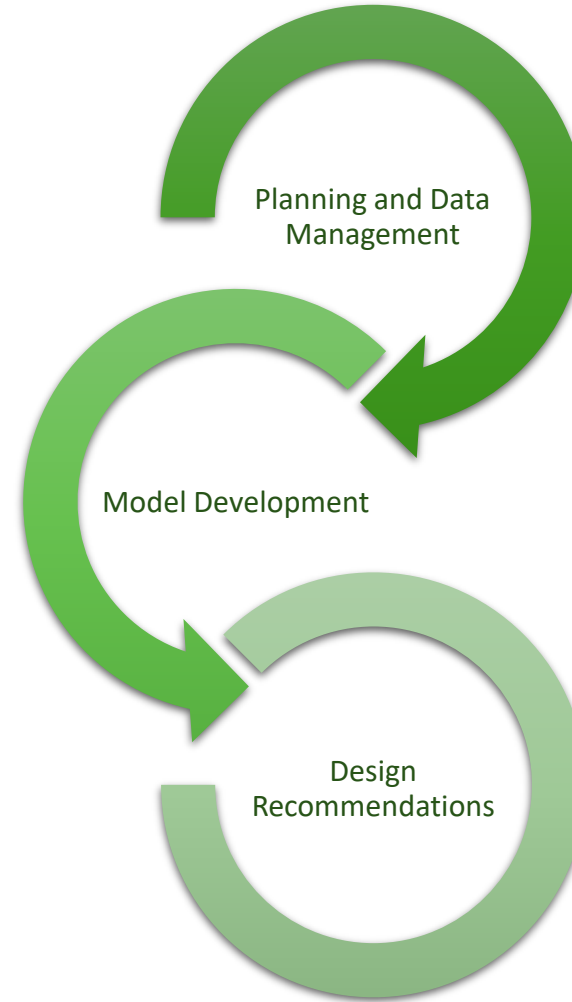 Planning and Data
Management
Model Development
Design
Recommendations